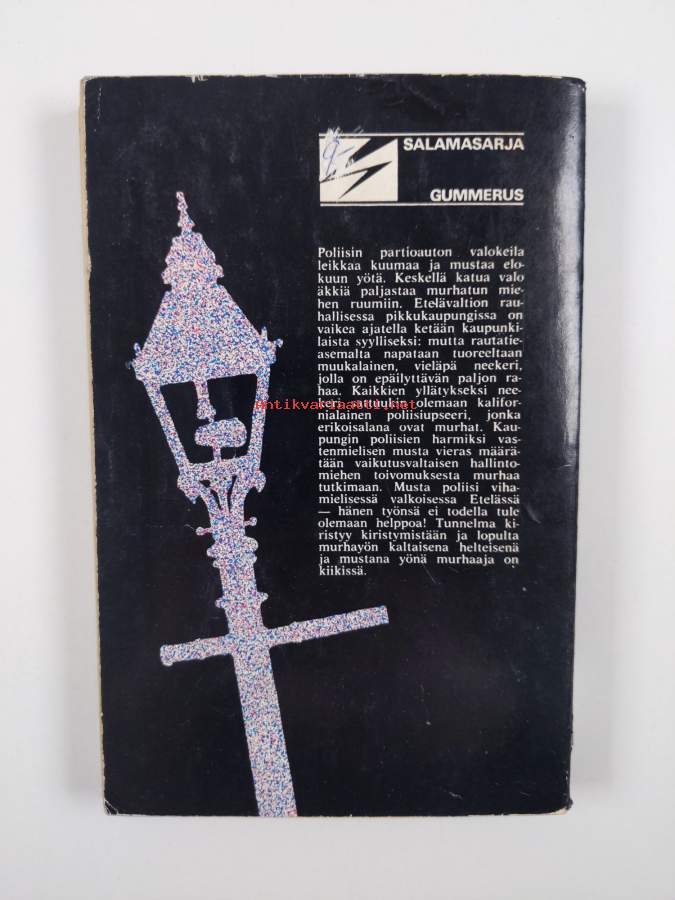 9-
SALAMASARJA
GUMMERUS
Poliisin partioauton valokeila
leikkaa kuumaa ja mustaa elo-
kuun yötä. Keskellä katua valo
äkkiä paljastaa murhatun mie-
hen ruumiin. Etelävaltion rau-
hallisessa pikkukaupungissa on
vaikea ajatella ketään kaupunki-
laista syylliseksi: mutta rautatie-
asemalta napataan tuoreeltaan
muukalainen, vieläpä neekeri,
jolla on epäilyttävän paljon ra-
haa. Kaikkien yllätykseksi nee-
keri osoittautuu olemaan kalifor-
nialainen poliisiupseeri, jonka
erikoisalana ovat murhat. Kau-
pungin poliisien harmiksi vas-
tenmielisen musta vieras määrä-
tään vaikutusvaltaisen hallinto-
miehen toivomuksesta murhaa
tutkimaan. Musta poliisi viha-
mielisessä valkoisessa Etelässä
— hänen työnsä ei todella tule
olemaan helppoa! Tunnelma ki-
ristyy kiristymistään ja lopulta
murhayön kaltaisena helteisenä
ja mustana yönä murhaaja on
kiikissä.
antikvariaatti.net